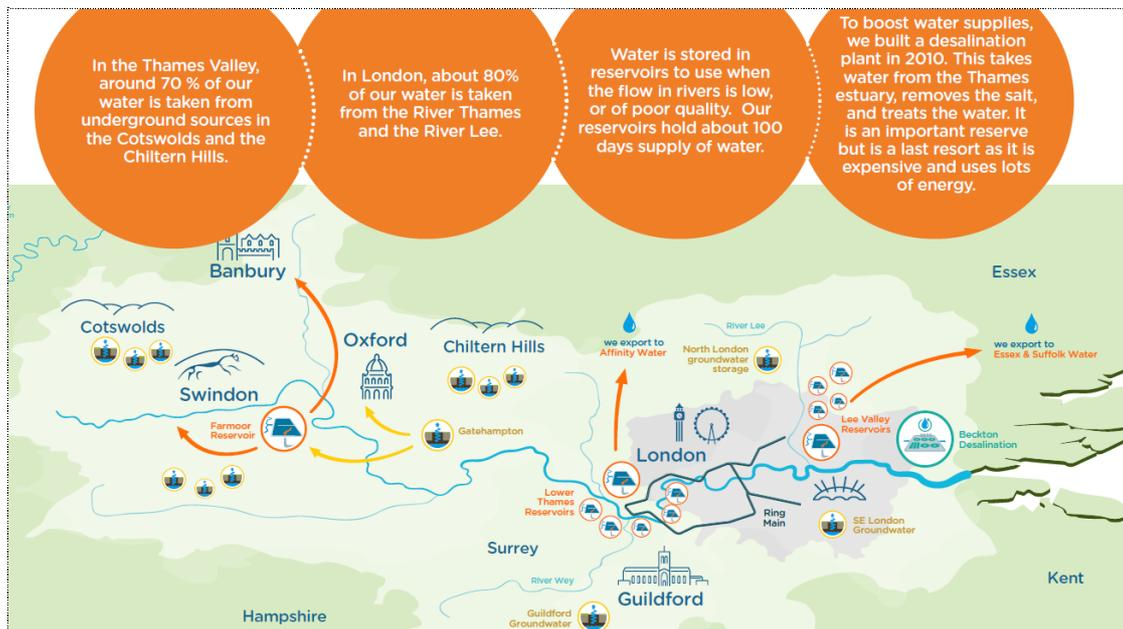 In the Thames Valley,
around 70 % of our
water is taken from
underground sources in
the Cotswolds and the
Chiltern Hills.
In London, about 80%
of our water is taken
from the River Thames
and the River Lee.
Water is stored in
reservoirs to use when
the flow in rivers is low,
or of poor quality. Our
reservoirs hold about 100
days supply of water.
To boost water supplies,
we built a desalination
plant in 2010. This takes
water from the Thames
estuary, removes the salt,
and treats the water. It
is an important reserve
but is a last resort as it is
expensive and uses lots
of energy.
Banbury
Essex
Cotswolds
Oxford
Chiltern Hills
we export to
Affinity Water
River Lee
North London
groundwater
storage
we export to
Essex & Suffolk Water
Swindon
Farmoor
Reservoir
Gatehampton
London
Lee Valley
Reservoirs
Beckton
Desalination
Lower
Thames
Reservoirs
Ring
Main
SE London
Groundwater
Surrey
River Wey
Guildford
Kent
Hampshire
Guildford
Groundwater